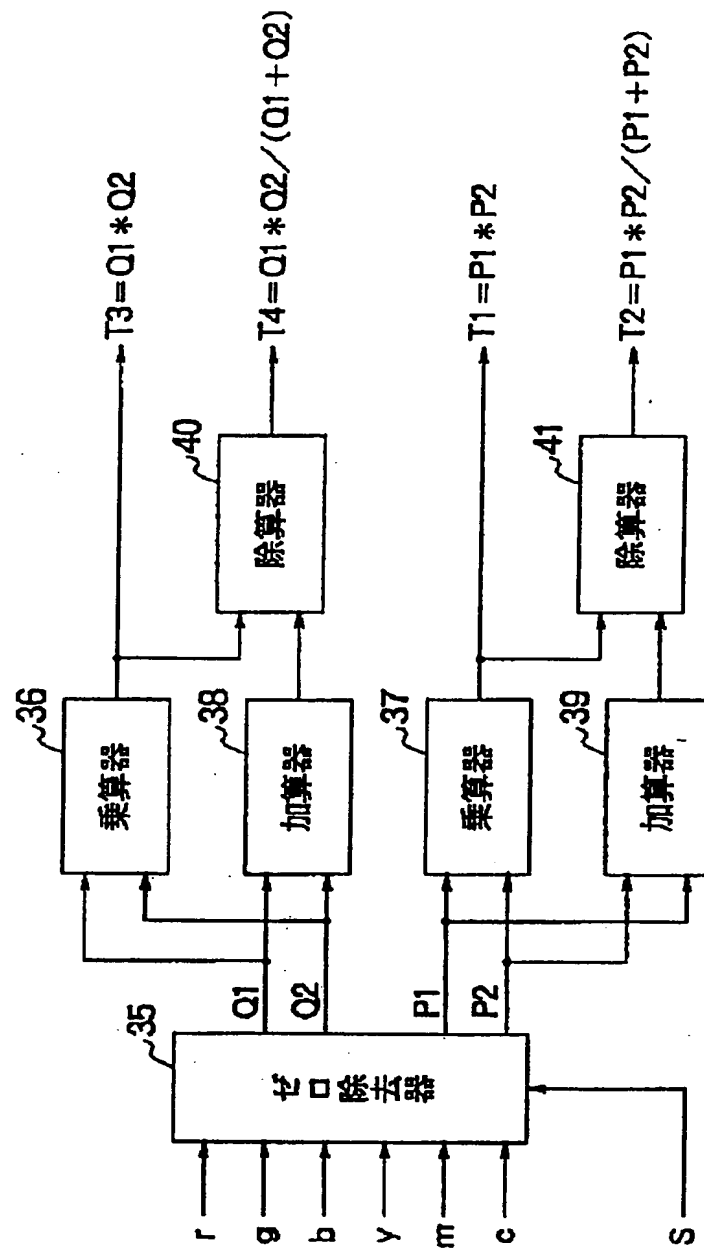 r
g
b
y
m
c
S
35
ゼロ除去器
Q1
Q2
P1
P2
36
乗算器
38
加算器
37
乗算器
39
加算器
40
除算器
41
除算器
T3=Q1*Q2
T4=Q1*Q2/(Q1+Q2)
T1=P1*P2
T2=P1*P2/(P1+P2)